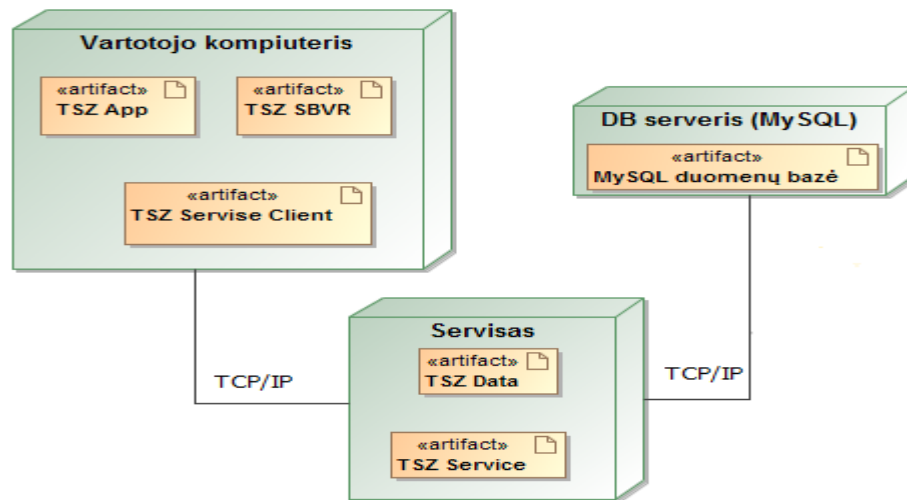 Vartotojo kompiuteris
«artifact»
TSZ App
«artifact»
TSZ SBVR
«artifact»
TSZ Servise Client
DB serveris (MySQL)
«artifact»
MySQL duomenų bazė
Servisas
«artifact»
TSZ Data
«artifact»
TSZ Service
TCP/IP
TCP/IP